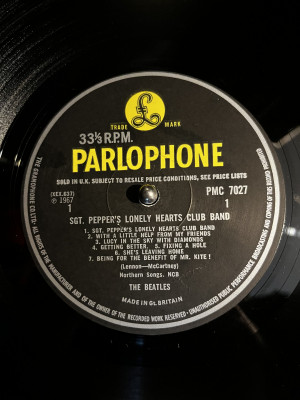 £
TRADE MARK
33⅓ R.P.M.
PARLOPHONE
SOLD IN U.K. SUBJECT TO RESALE PRICE CONDITIONS, SEE PRICE LISTS
(XEX.637) PMC 7027
℗ 1967
1 1
SGT. PEPPER'S LONELY HEARTS CLUB BAND
1. SGT. PEPPER'S LONELY HEARTS CLUB BAND
2. WITH A LITTLE HELP FROM MY FRIENDS
3. LUCY IN THE SKY WITH DIAMONDS
4. GETTING BETTER
5. FIXING A HOLE
6. SHE'S LEAVING HOME
7. BEING FOR THE BENEFIT OF MR. KITE !
(Lennon—McCartney)
Northern Songs, NCB
THE BEATLES
MADE IN GT. BRITAIN
THE GRAMOPHONE CO. LTD. ALL RIGHTS OF THE MANUFACTURER AND OF THE OWNER OF THE RECORDED WORK RESERVED. UNAUTHORISED PUBLIC PERFORMANCE BROADCASTING AND COPYING OF THIS RECORD PROHIBITED